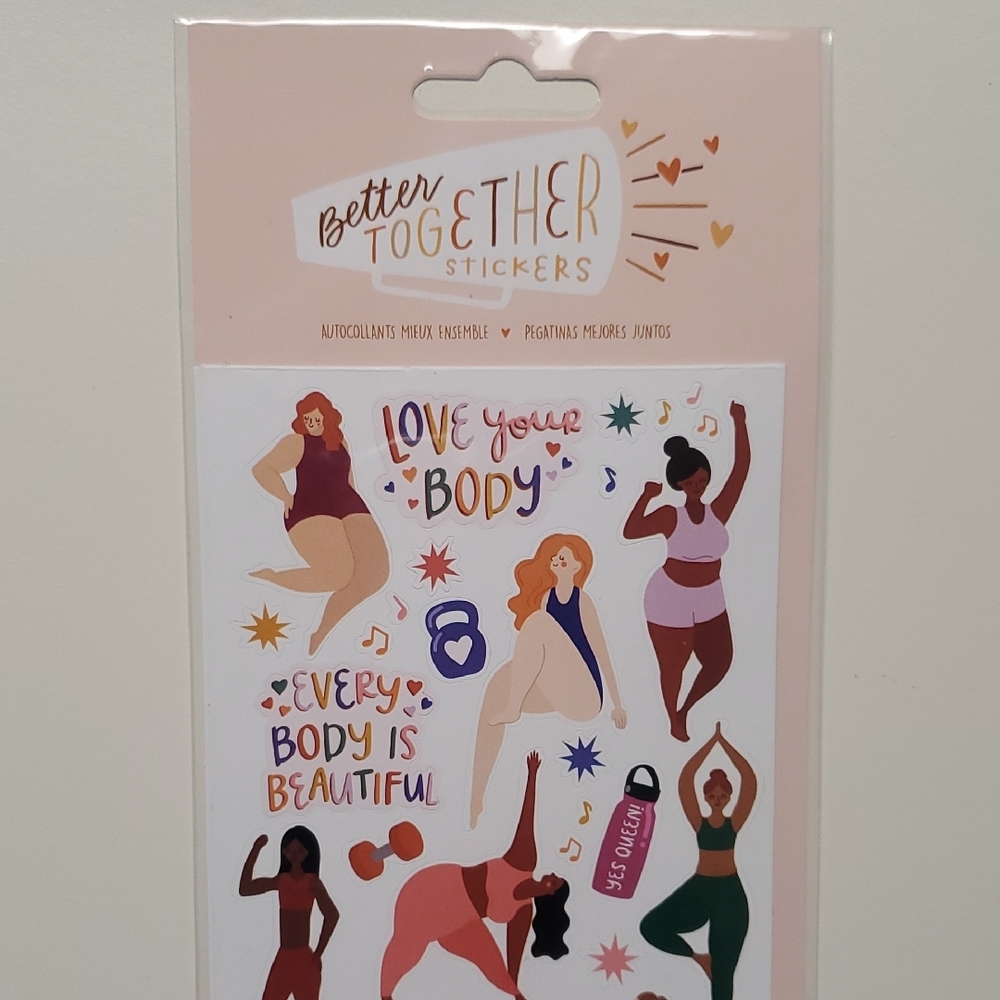 Better
TOGETHER
STICKERS
AUTOCOLLANTS MIEUX ENSEMBLE ♥ PEGATINAS MEJORES JUNTOS
LOVE your
BODY
EVERY
BODY IS
BEAUTIFUL
YES QUEEN!